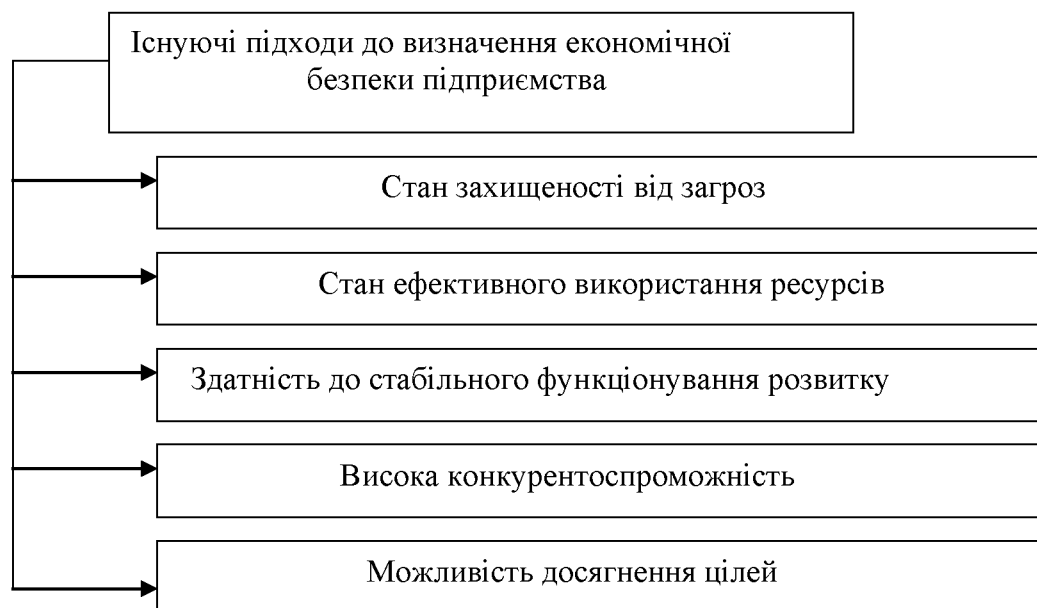 Існуючі підходи до визначення економічної
безпеки підприємства
Стан захищеності від загроз
Стан ефективного використання ресурсів
Здатність до стабільного функціонування розвитку
Висока конкурентоспроможність
Можливість досягнення цілей